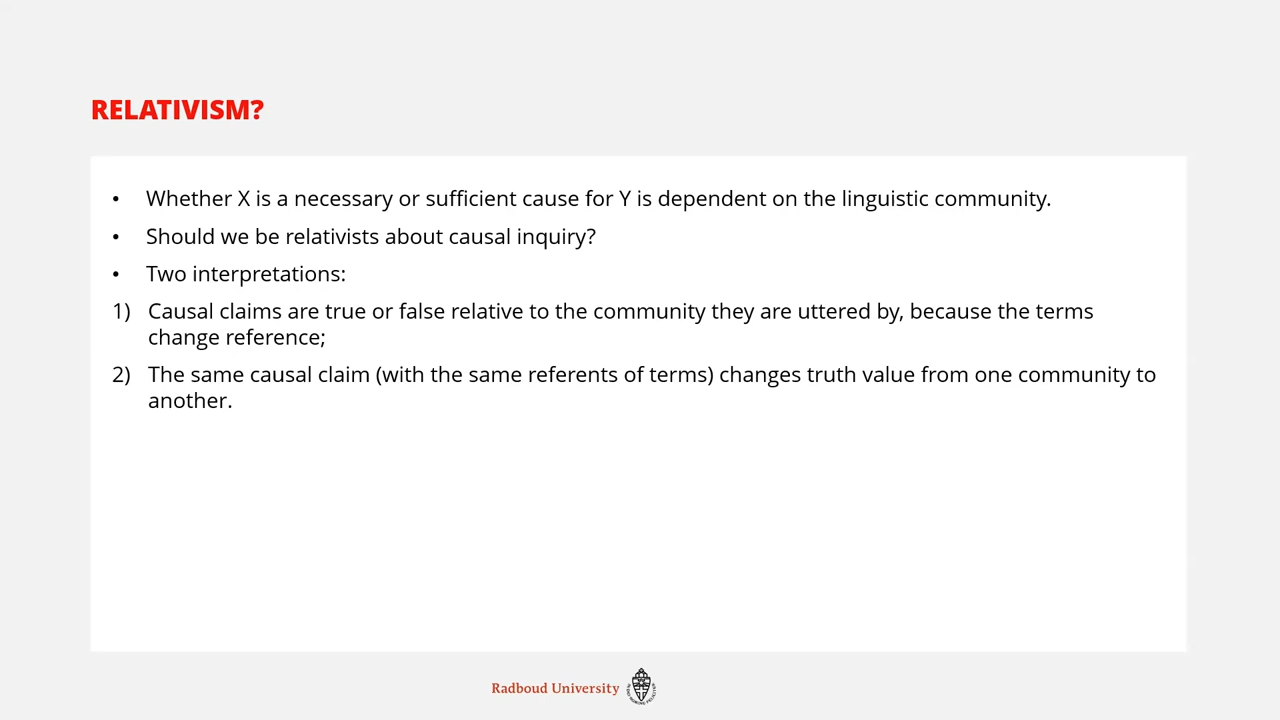 RELATIVISM?
• Whether X is a necessary or sufficient cause for Y is dependent on the linguistic community.
• Should we be relativists about causal inquiry?
• Two interpretations:
1) Causal claims are true or false relative to the community they are uttered by, because the terms
change reference;
2) The same causal claim (with the same referents of terms) changes truth value from one community to
another.
Radboud University